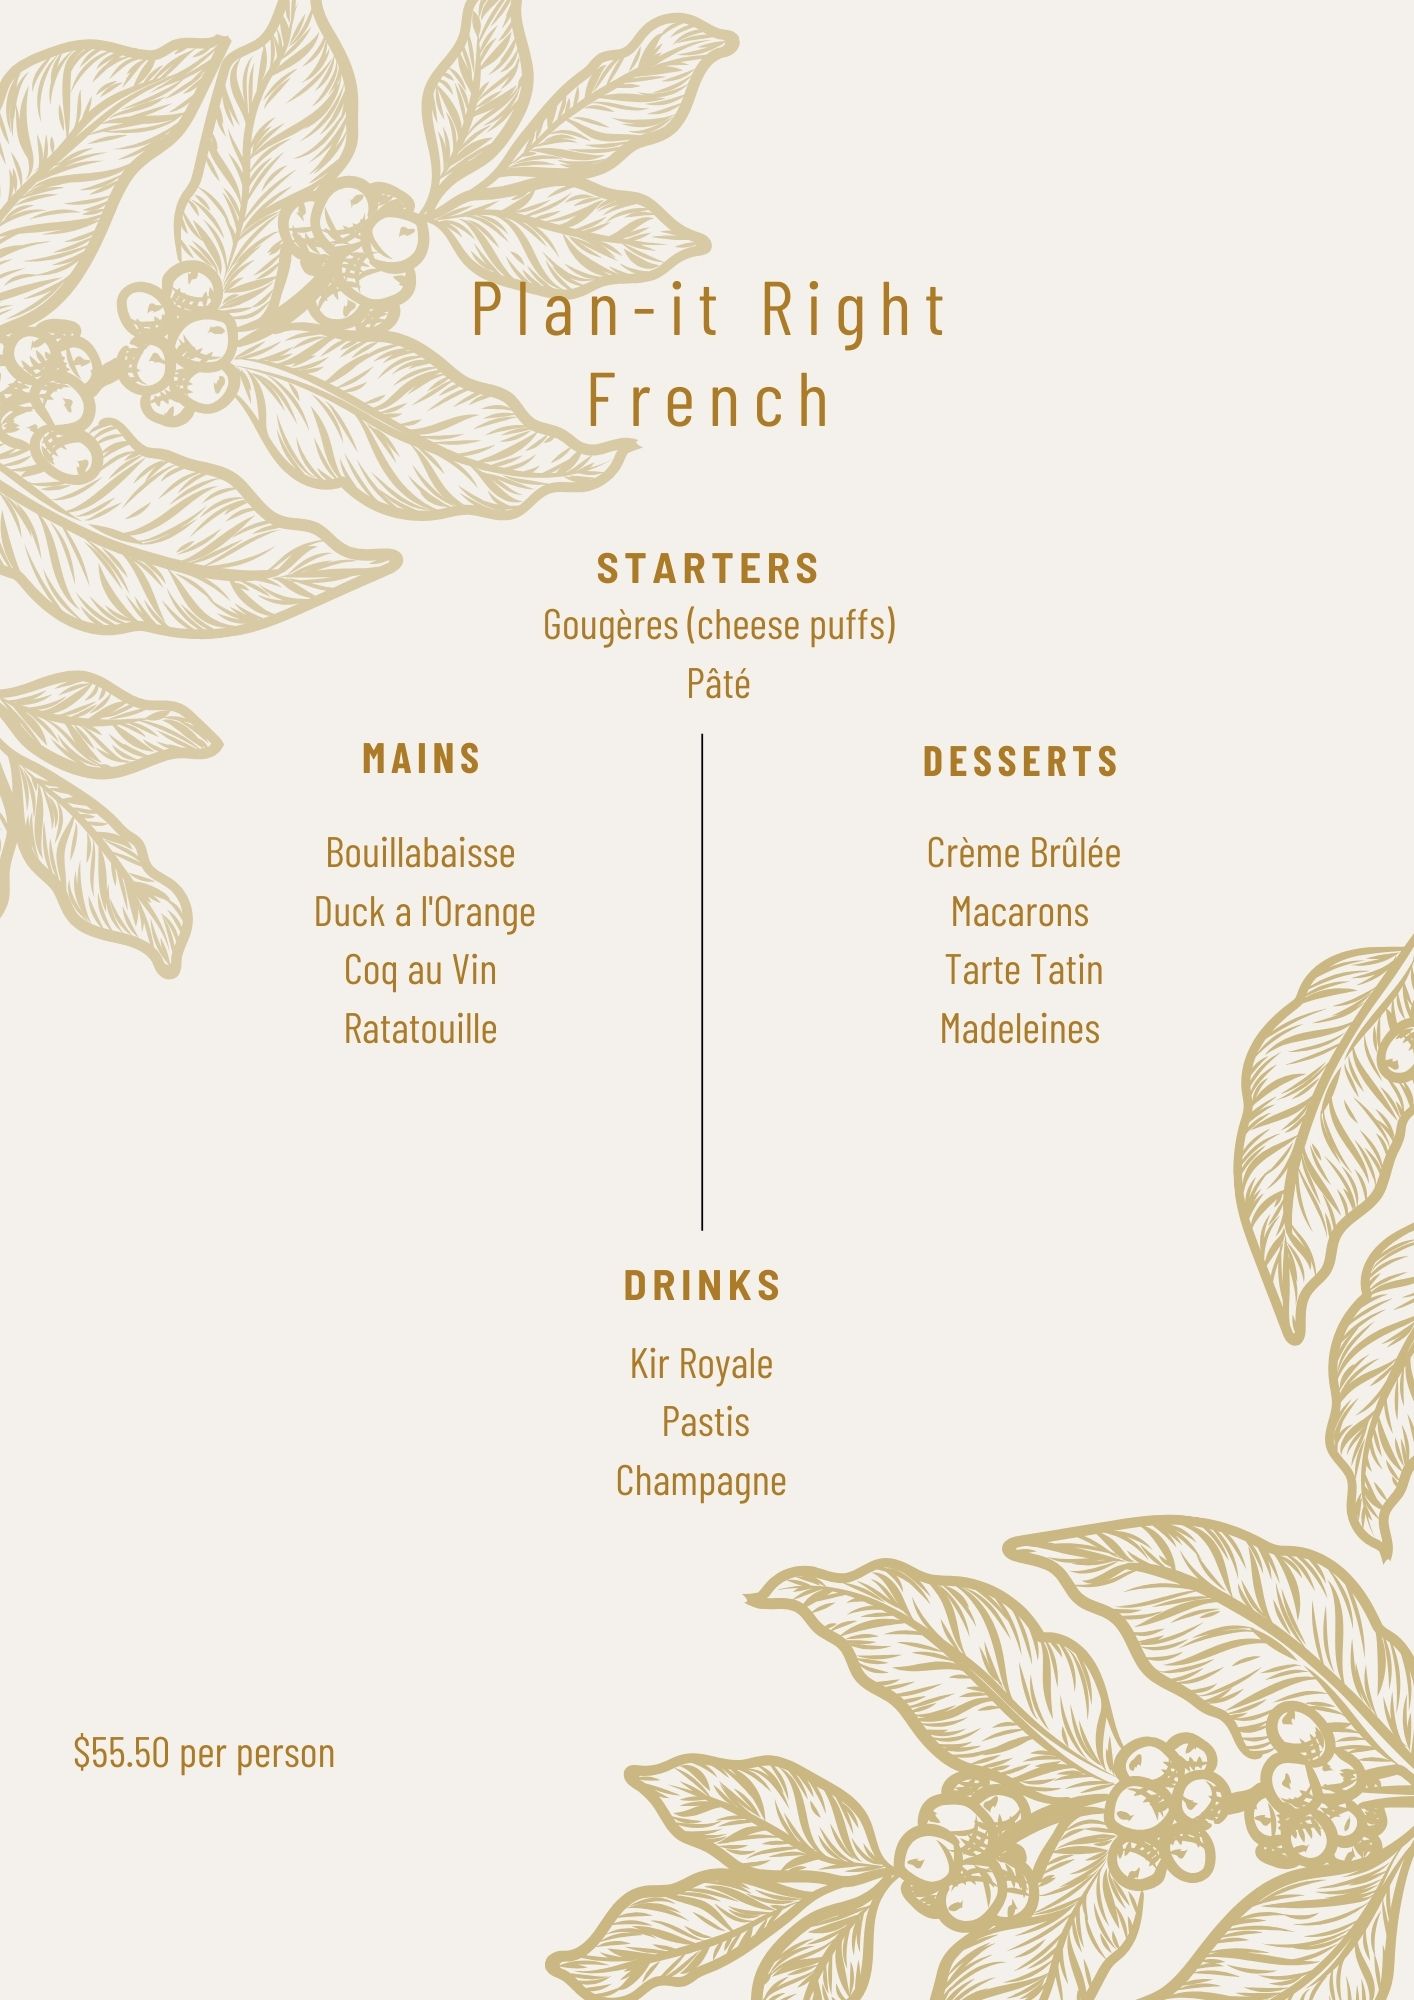 Plan-it Right
French
STARTERS
Gougères (cheese puffs)
Pâté
MAINS
Bouillabaisse
Duck a l'Orange
Coq au Vin
Ratatouille
DESSERTS
Crème Brûlée
Macarons
Tarte Tatin
Madeleines
DRINKS
Kir Royale
Pastis
Champagne
$55.50 per person